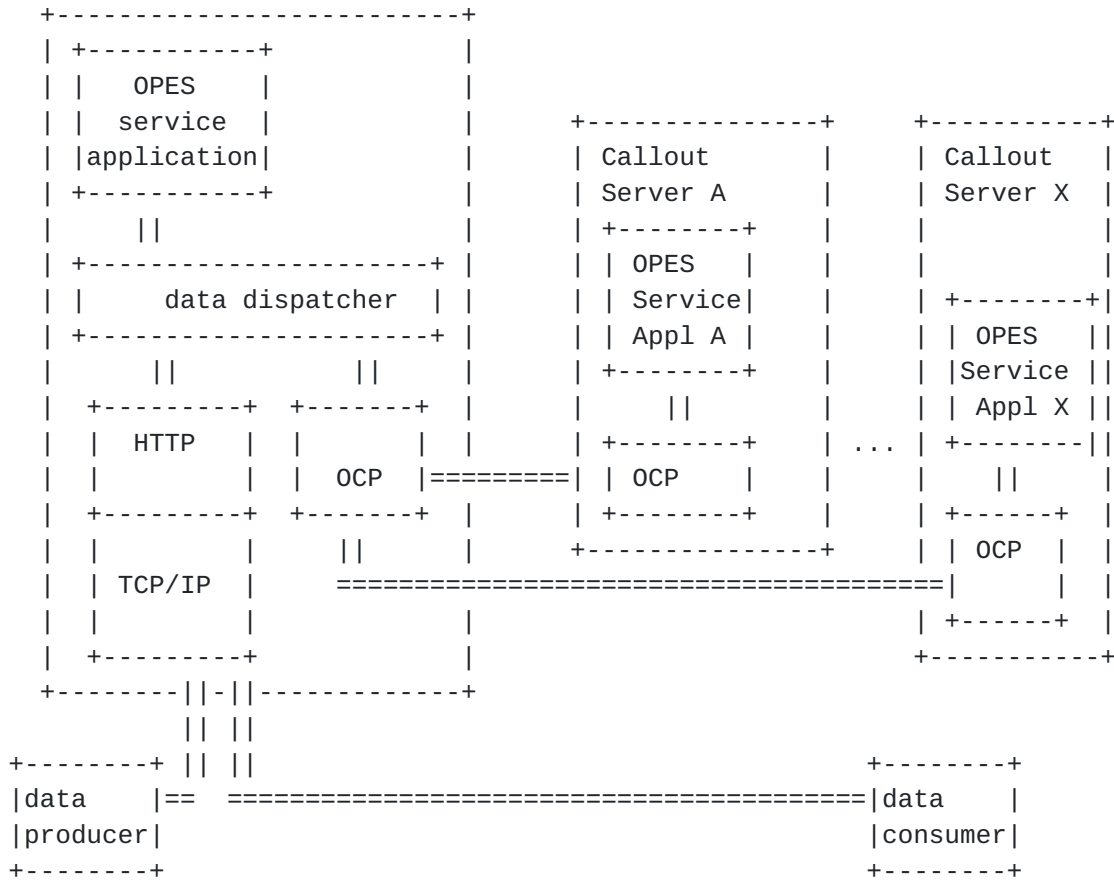 OPES
service
application
data dispatcher
HTTP
OCP
TCP/IP
Callout
Server A
OPES
Service
Appl A
OCP
...
Callout
Server X
OPES
Service
Appl X
OCP
data
producer
data
consumer